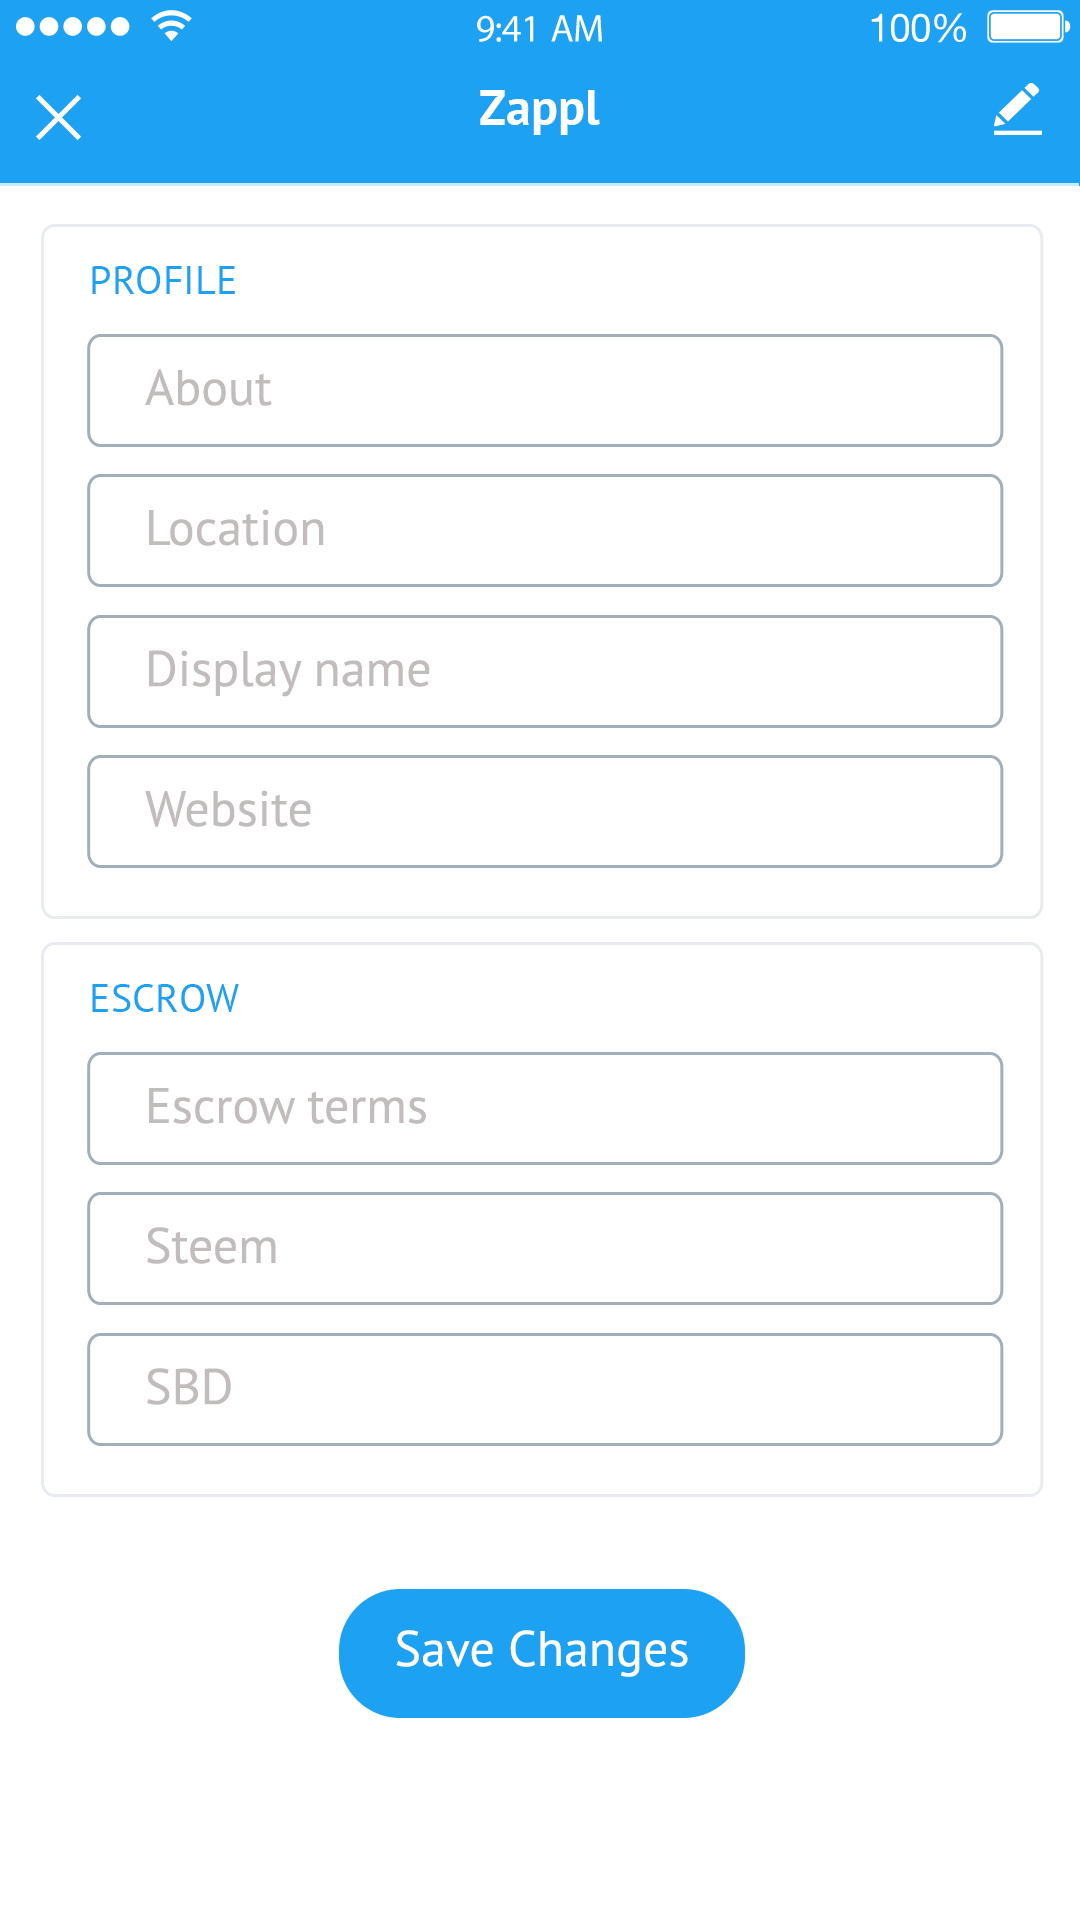 9:41 AM
100%
Zappl
PROFILE
About
Location
Display name
Website
ESCROW
Escrow terms
Steem
SBD
Save Changes